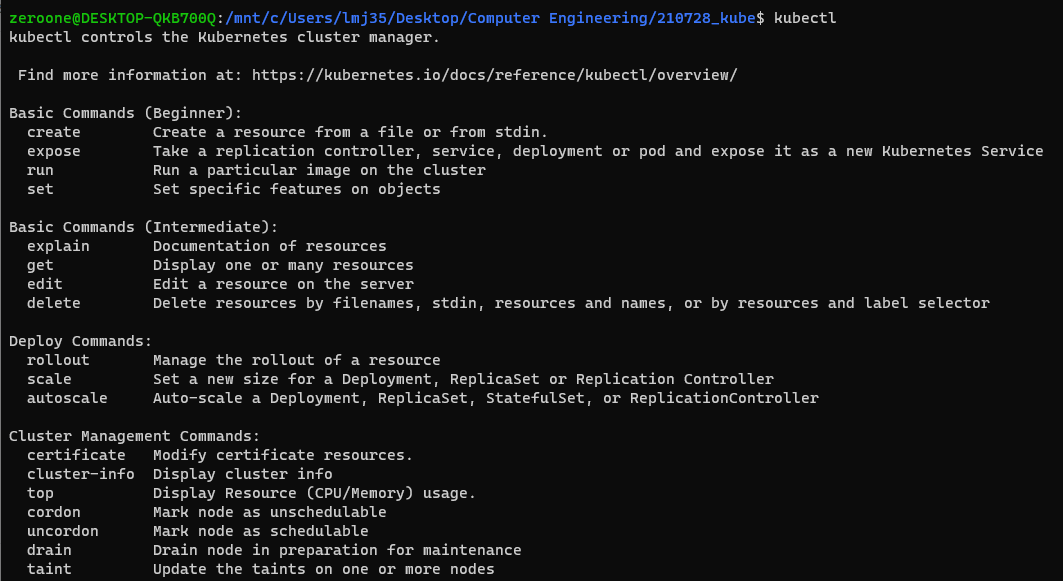 zeroone@DESKTOP-QKB700Q:/mnt/c/Users/lmj35/Desktop/Computer Engineering/210728_kube$ kubectl
kubectl controls the Kubernetes cluster manager.
Find more information at: https://kubernetes.io/docs/reference/kubectl/overview/
Basic Commands (Beginner):
create Create a resource from a file or from stdin.
expose Take a replication controller, service, deployment or pod and expose it as a new Kubernetes Service
run Run a particular image on the cluster
set Set specific features on objects
Basic Commands (Intermediate):
explain Documentation of resources
get Display one or many resources
edit Edit a resource on the server
delete Delete resources by filenames, stdin, resources and names, or by resources and label selector
Deploy Commands:
rollout Manage the rollout of a resource
scale Set a new size for a Deployment, ReplicaSet or Replication Controller
autoscale Auto-scale a Deployment, ReplicaSet, StatefulSet, or ReplicationController
Cluster Management Commands:
certificate Modify certificate resources.
cluster-info Display cluster info
top Display Resource (CPU/Memory) usage.
cordon Mark node as unschedulable
uncordon Mark node as schedulable
drain Drain node in preparation for maintenance
taint Update the taints on one or more nodes